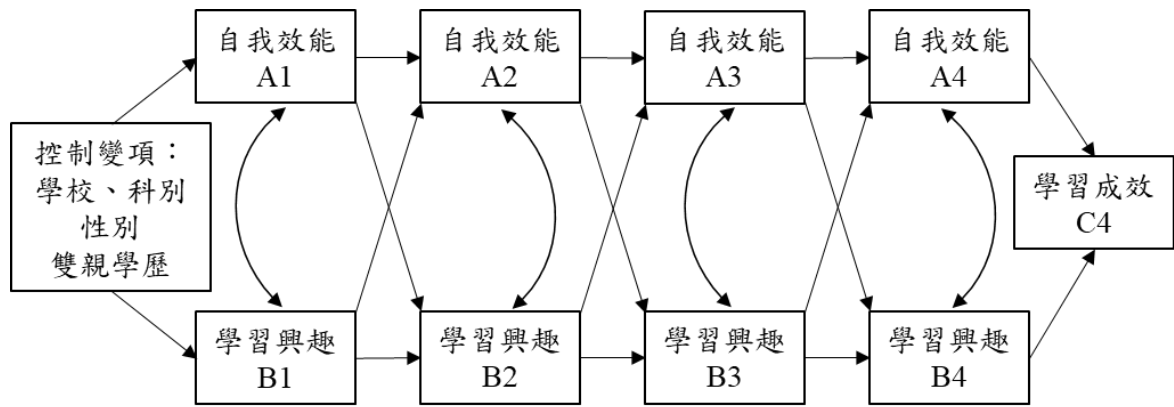 自我效能
A1
自我效能
A2
自我效能
A3
自我效能
A4
控制變項：
學校、科別
性別
雙親學歷
學習成效
C4
學習興趣
B1
學習興趣
B2
學習興趣
B3
學習興趣
B4